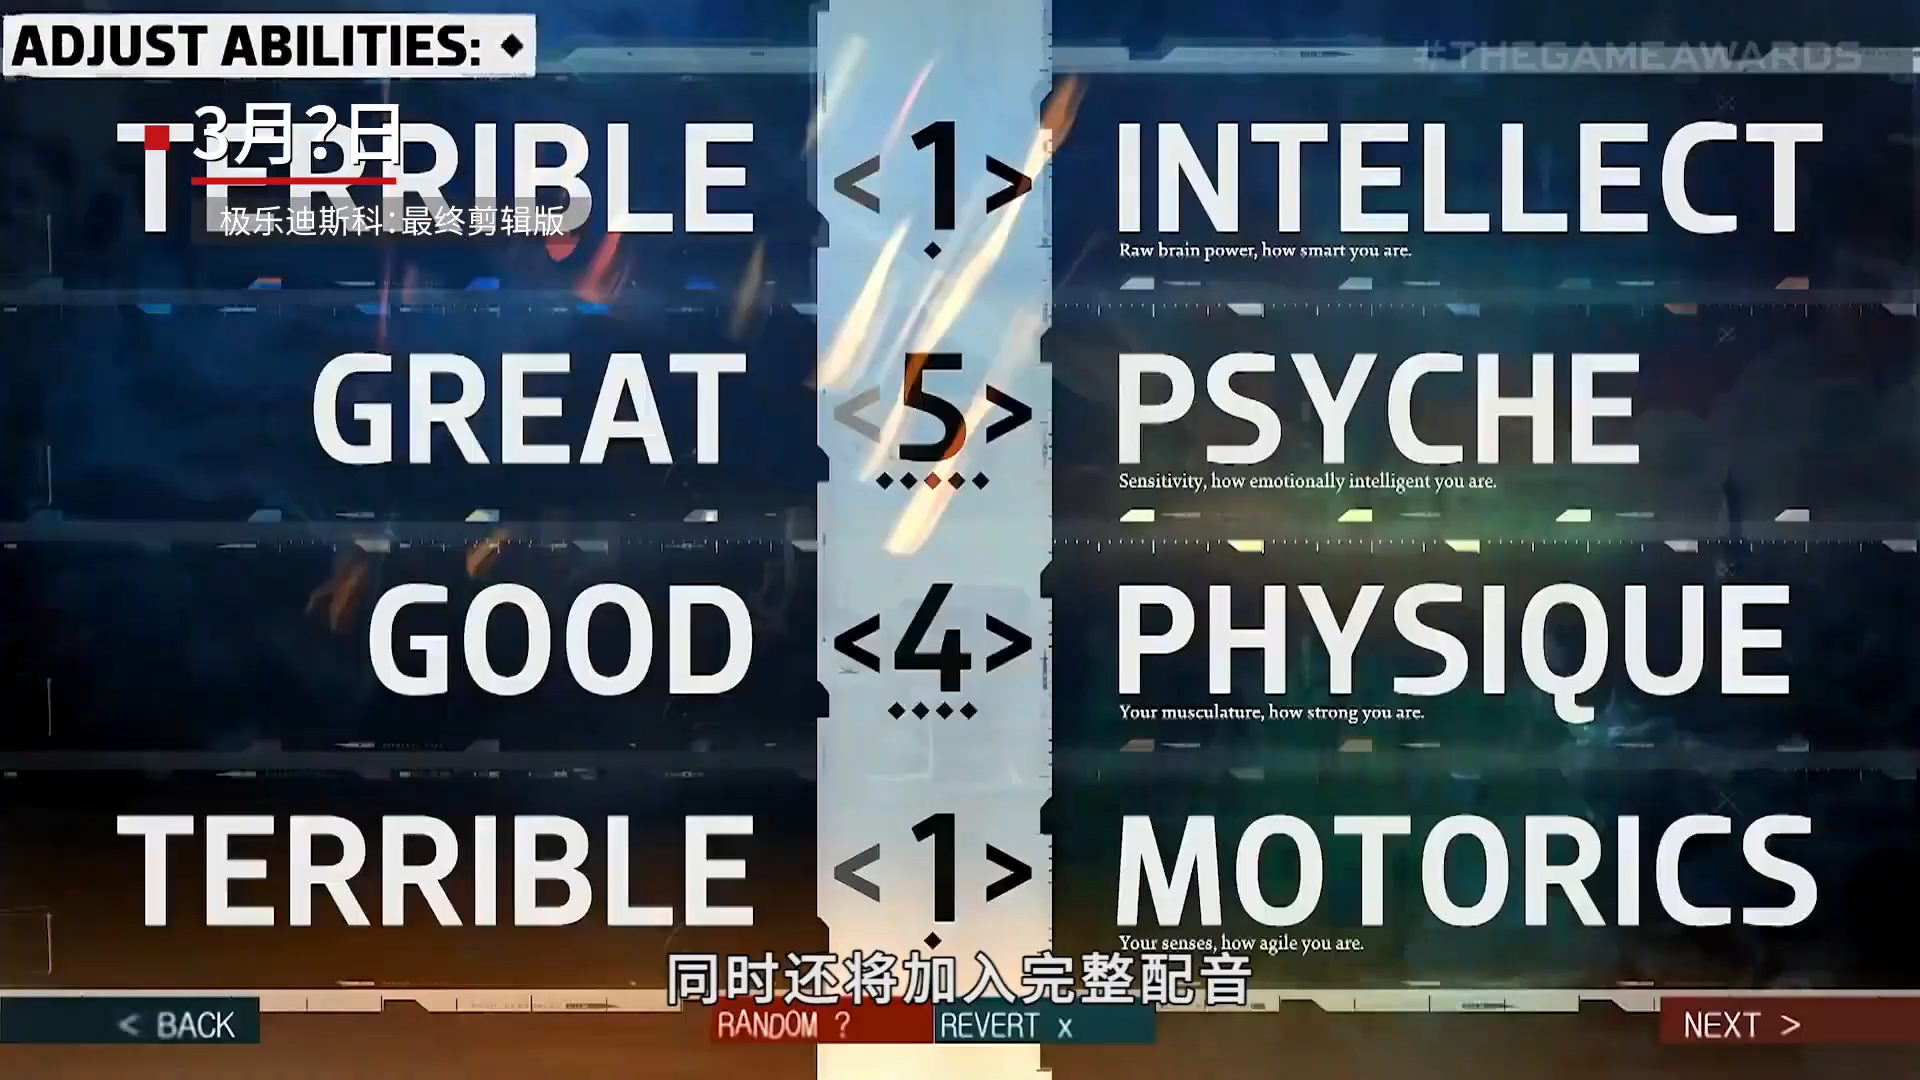 ADJUST ABILITIES:
#THEGAMEAWARDS
3月?日
极乐迪斯科:最终剪辑版
TERRIBLE <1> INTELLECT
Raw brain power, how smart you are.
GREAT <5> PSYCHE
Sensitivity, how emotionally intelligent you are.
GOOD <4> PHYSIQUE
Your musculature, how strong you are.
TERRIBLE <1> MOTORICS
Your senses, how agile you are.
同时还将加入完整配音
< BACK RANDOM ? REVERT x NEXT >